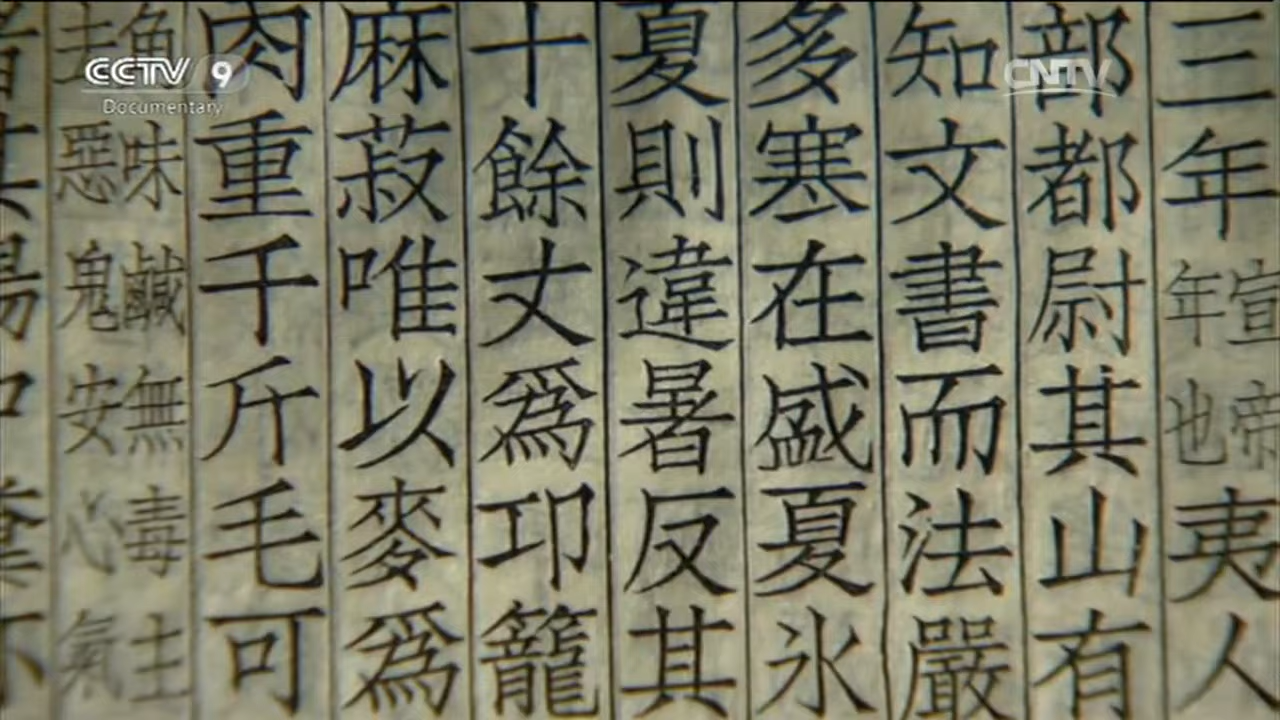 CCTV 9
Documentary
CNTV
三年宣帝年也夷人
部都尉其山有
知文書而法嚴
多寒在盛夏氷
夏則違暑反其
十餘丈爲卭籠
麻菽唯以麥爲
肉重千斤毛可
角味鹹無毒主
主惡鬼安心氣